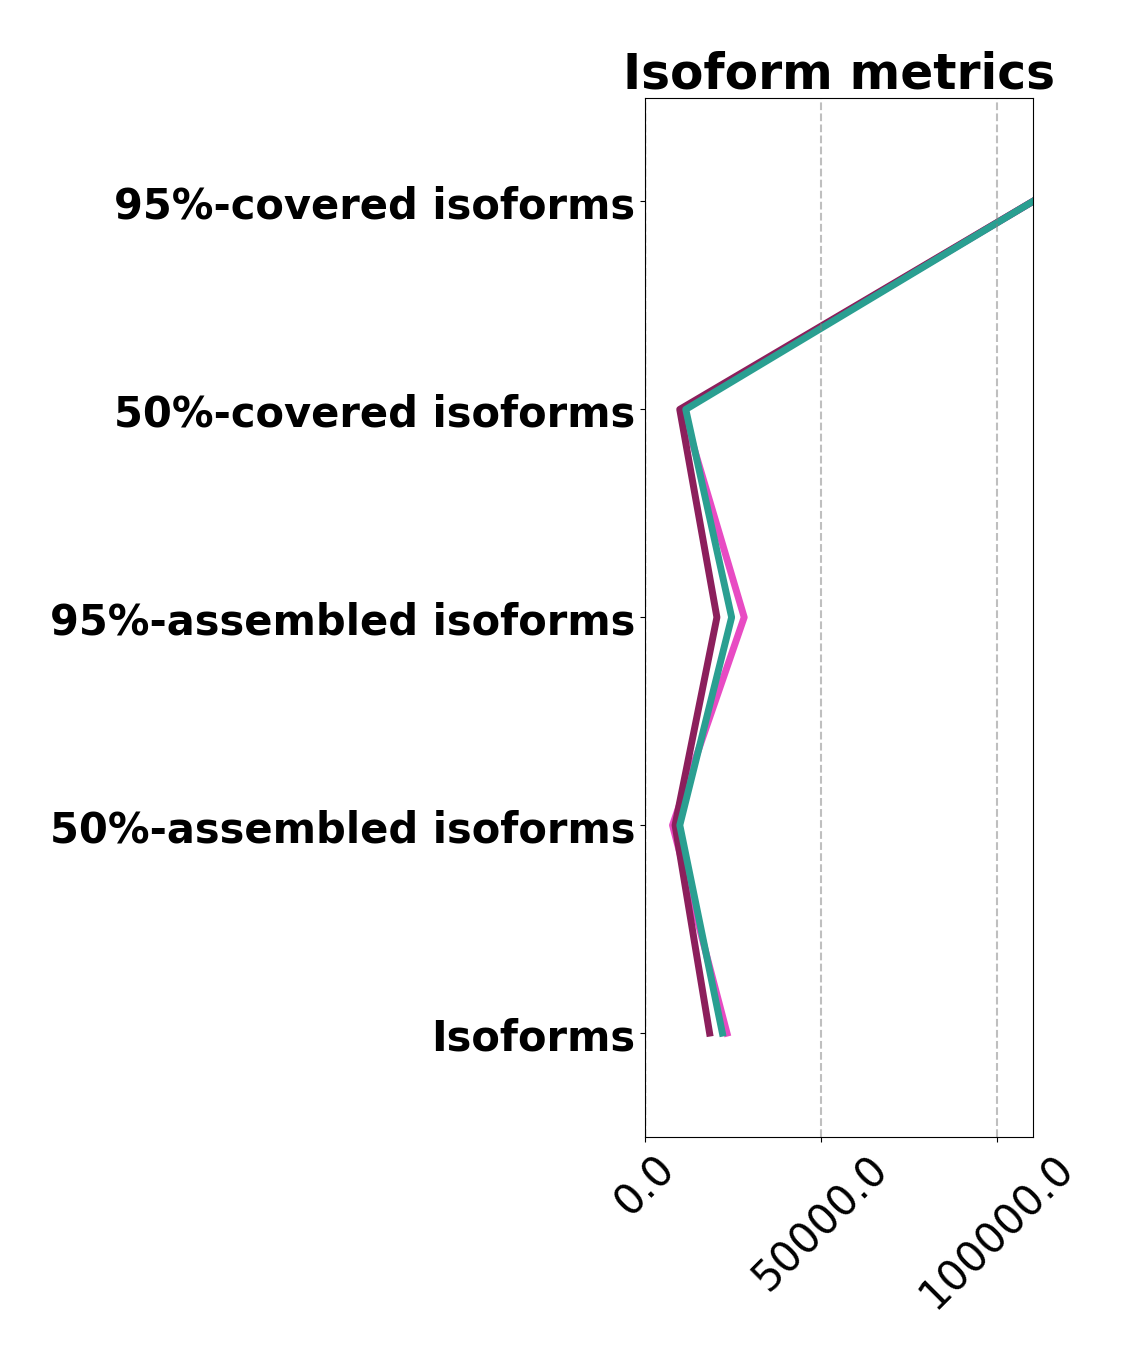 Isoform metrics
95%-covered isoforms
50%-covered isoforms
95%-assembled isoforms
50%-assembled isoforms
Isoforms
0.0
50000.0
100000.0